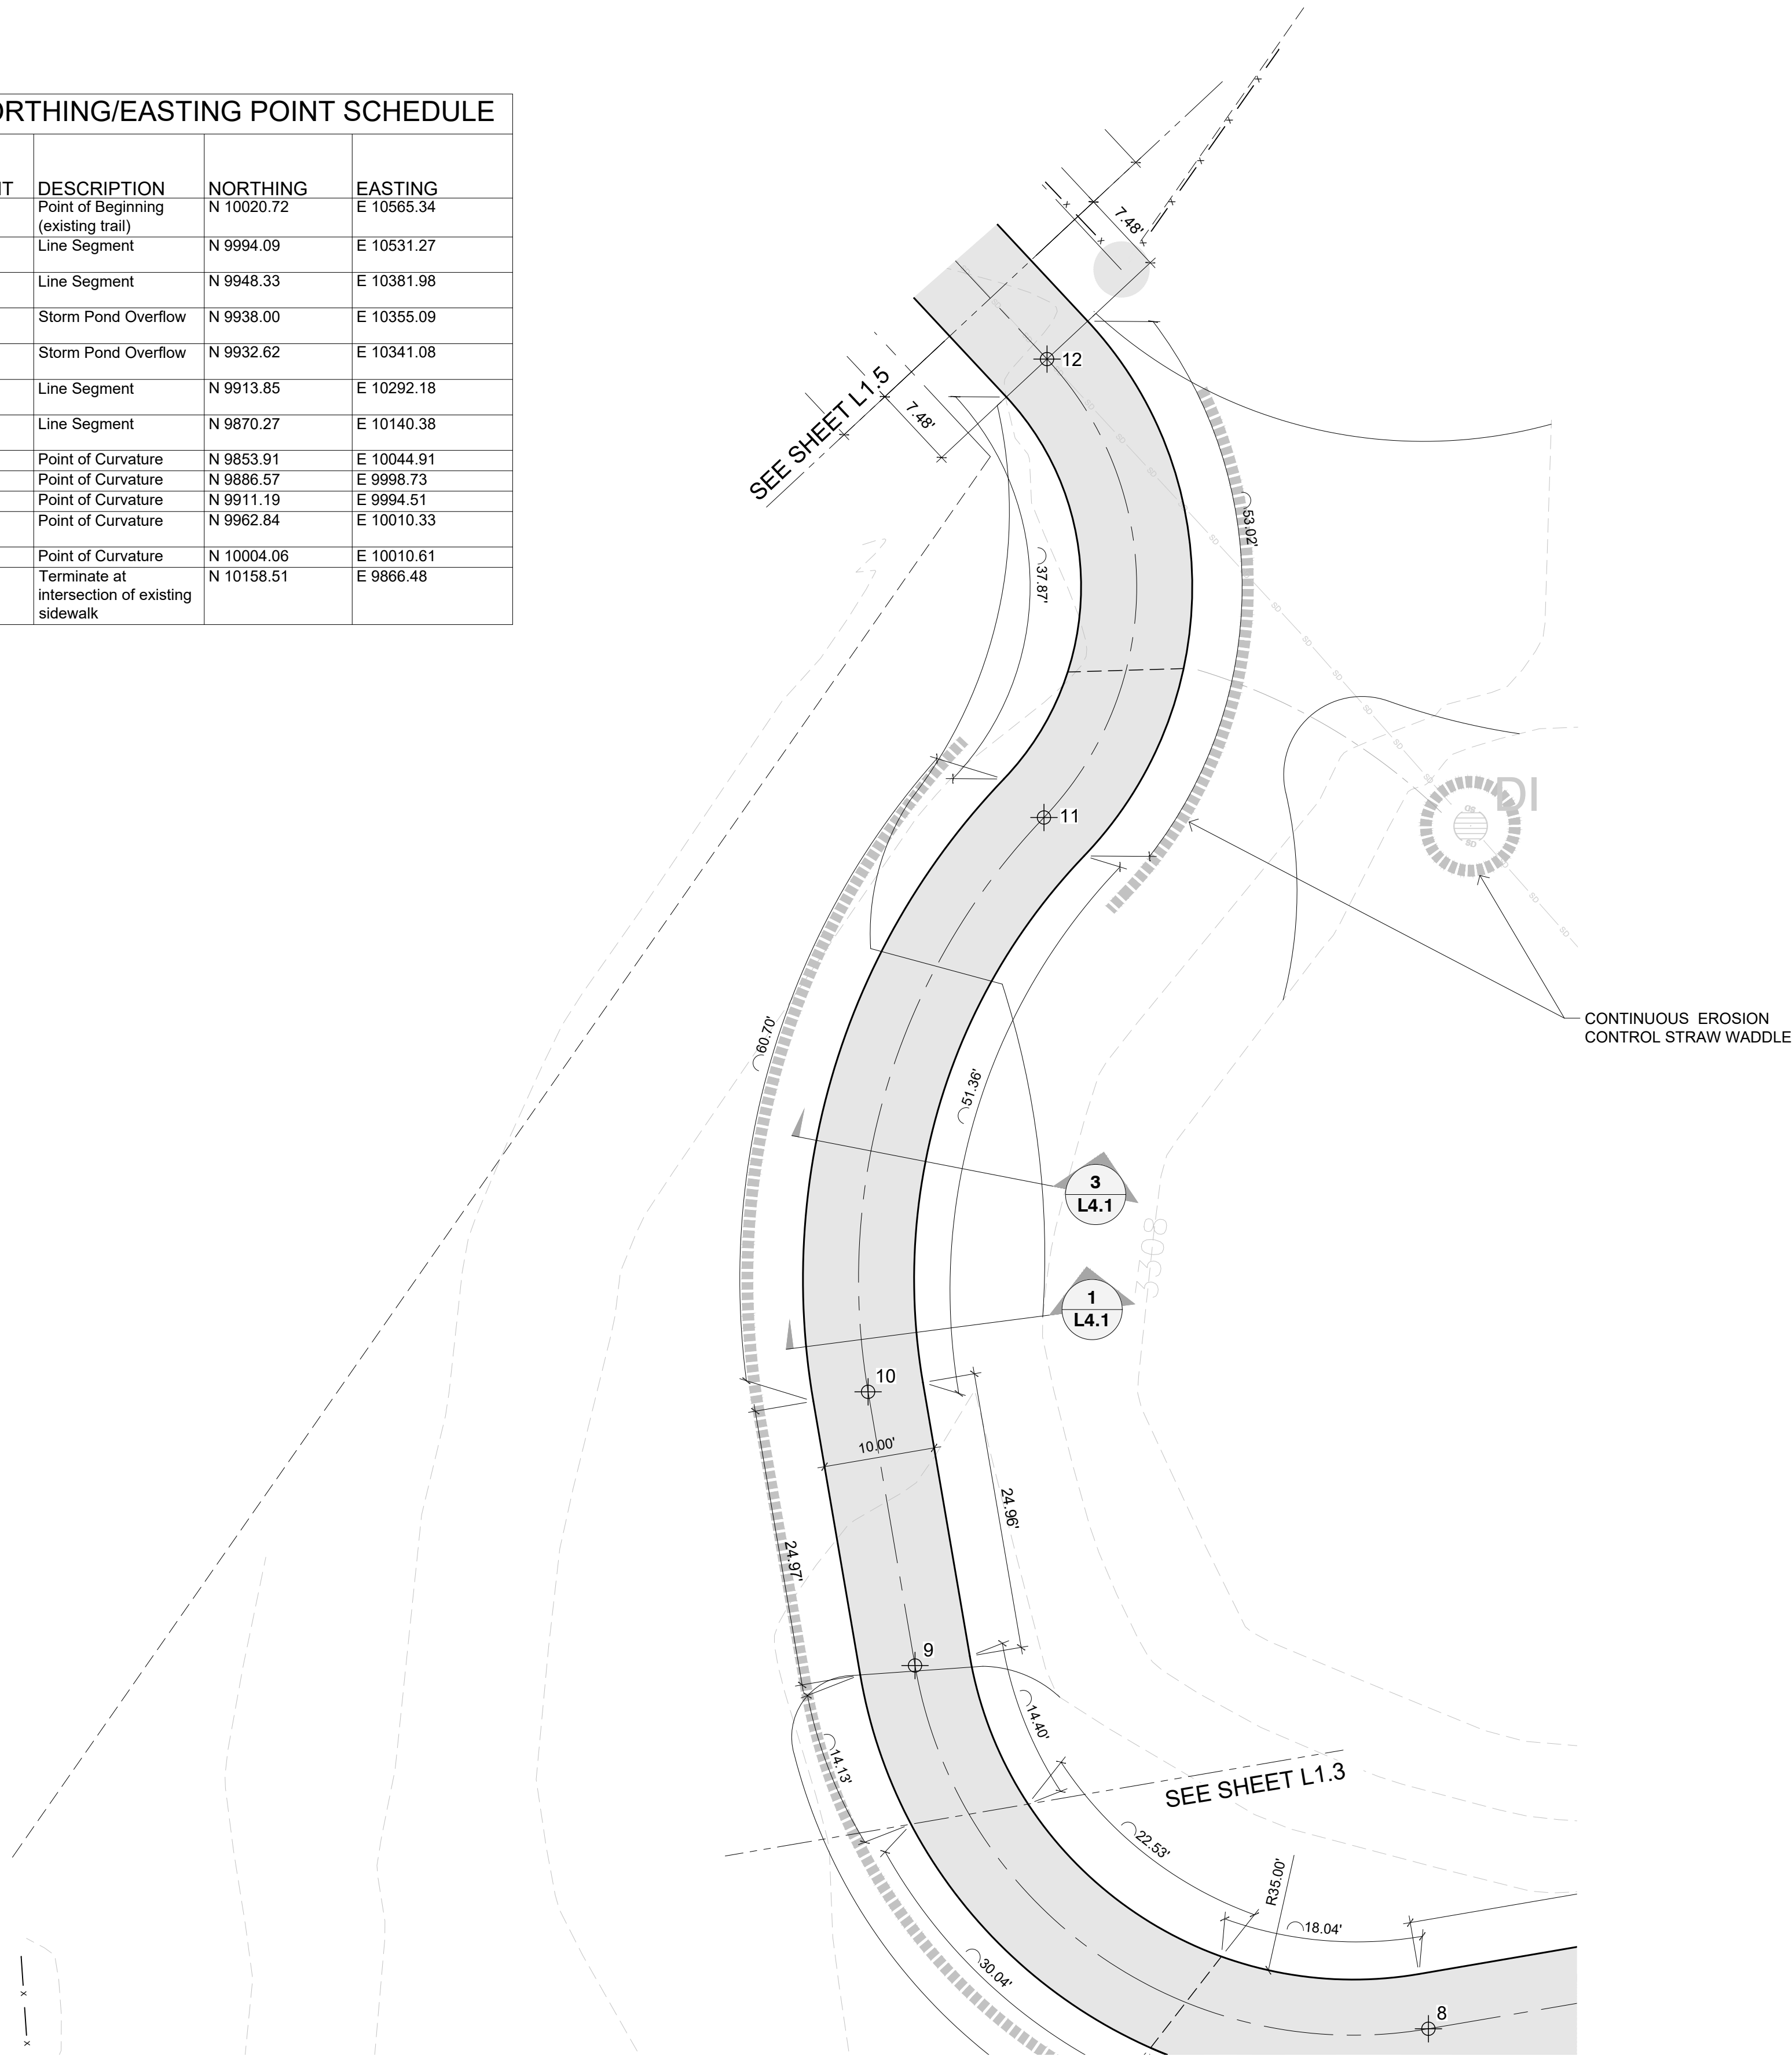 ORTHING/EASTING POINT SCHEDULE
T DESCRIPTION NORTHING EASTING
Point of Beginning N 10020.72 E 10565.34
(existing trail)
Line Segment N 9994.09 E 10531.27
Line Segment N 9948.33 E 10381.98
Storm Pond Overflow N 9938.00 E 10355.09
Storm Pond Overflow N 9932.62 E 10341.08
Line Segment N 9913.85 E 10292.18
Line Segment N 9870.27 E 10140.38
Point of Curvature N 9853.91 E 10044.91
Point of Curvature N 9886.57 E 9998.73
Point of Curvature N 9911.19 E 9994.51
Point of Curvature N 9962.84 E 10010.33
Point of Curvature N 10004.06 E 10010.61
Terminate at N 10158.51 E 9866.48
intersection of existing
sidewalk
7.48'
12
SEE SHEET L1.5
7.48'
53.02'
37.87'
DI
11
SD
CONTINUOUS EROSION
CONTROL STRAW WADDLE
60.70'
51.36'
3
L4.1
3308
1
L4.1
10
10.00'
24.96'
24.97'
9
14.40'
14.13'
SEE SHEET L1.3
22.53'
R35.00'
18.04'
30.04'
8